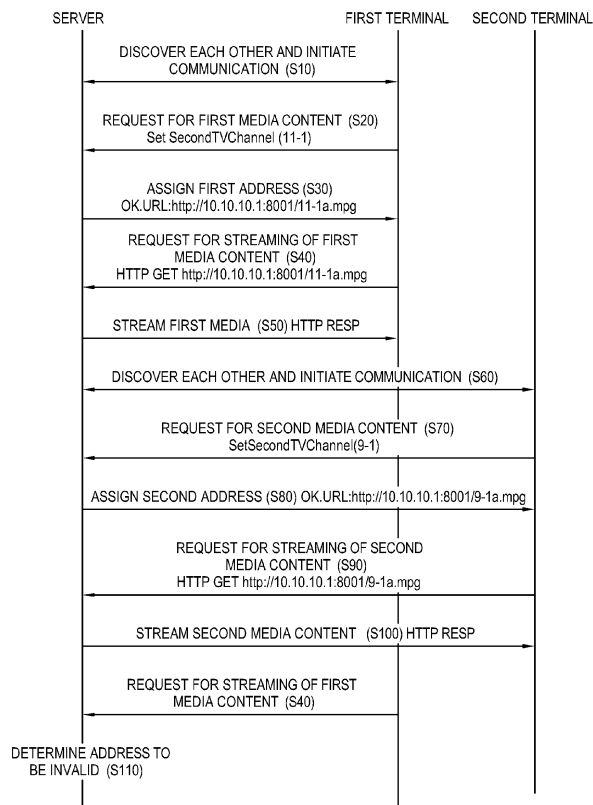 SERVER
FIRST TERMINAL
SECOND TERMINAL
DISCOVER EACH OTHER AND INITIATE
COMMUNICATION (S10)
REQUEST FOR FIRST MEDIA CONTENT (S20)
Set SecondTVChannel (11-1)
ASSIGN FIRST ADDRESS (S30)
OK.URL:http://10.10.10.1:8001/11-1a.mpg
REQUEST FOR STREAMING OF FIRST
MEDIA CONTENT (S40)
HTTP GET http://10.10.10.1:8001/11-1a.mpg
STREAM FIRST MEDIA (S50) HTTP RESP
DISCOVER EACH OTHER AND INITIATE COMMUNICATION (S60)
REQUEST FOR SECOND MEDIA CONTENT (S70)
SetSecondTVChannel(9-1)
ASSIGN SECOND ADDRESS (S80) OK.URL:http://10.10.10.1:8001/9-1a.mpg
REQUEST FOR STREAMING OF SECOND
MEDIA CONTENT (S90)
HTTP GET http://10.10.10.1:8001/9-1a.mpg
STREAM SECOND MEDIA CONTENT (S100) HTTP RESP
REQUEST FOR STREAMING OF FIRST
MEDIA CONTENT (S40)
DETERMINE ADDRESS TO
BE INVALID (S110)